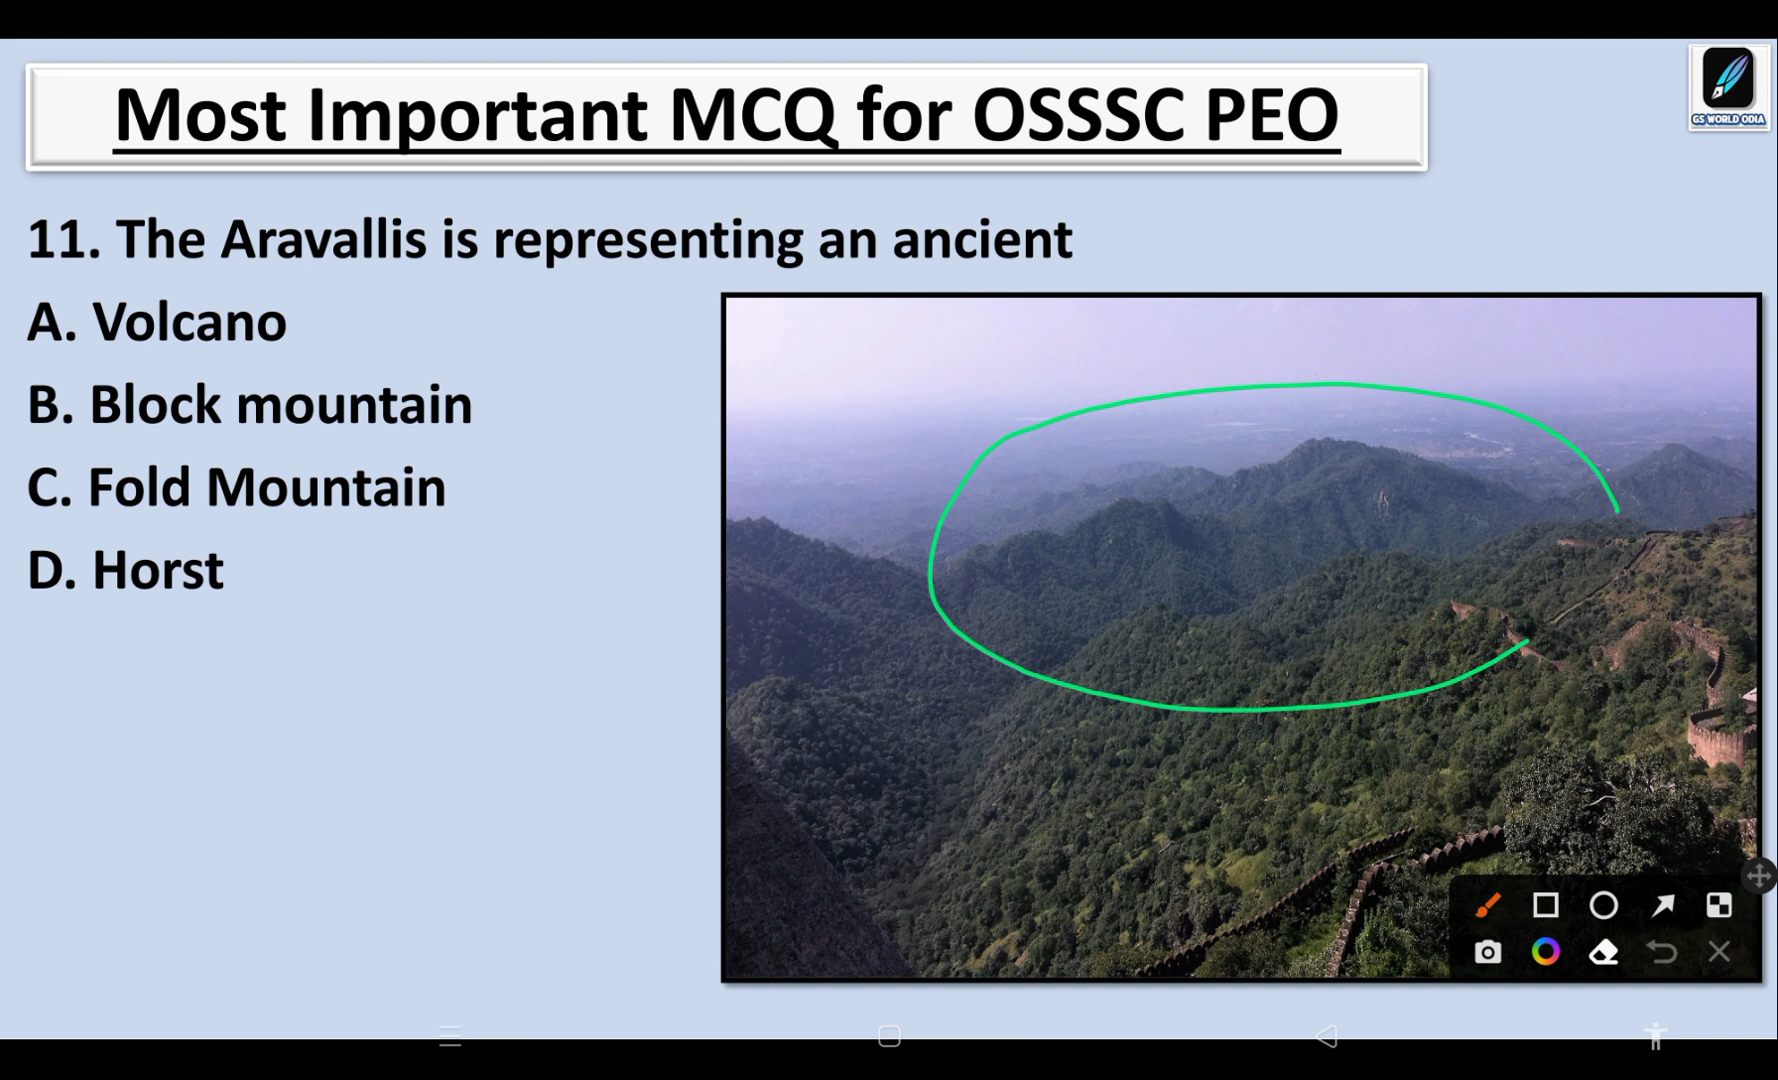 Most Important MCQ for OSSSC PEO
GS WORLD ODIA
11. The Aravallis is representing an ancient
A. Volcano
B. Block mountain
C. Fold Mountain
D. Horst